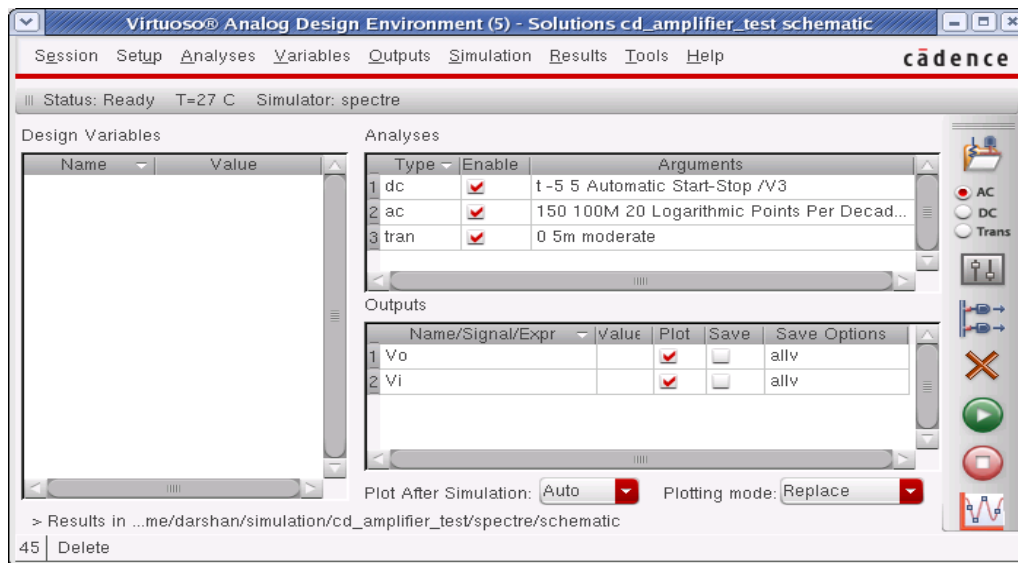 Virtuoso® Analog Design Environment (5) - Solutions cd_amplifier_test schematic
Session Setup Analyses Variables Outputs Simulation Results Tools Help cādence
Status: Ready T=27 C Simulator: spectre
Design Variables
Name Value
Analyses
Type Enable Arguments
1 dc t -5 5 Automatic Start-Stop /V3
2 ac 150 100M 20 Logarithmic Points Per Decad...
3 tran 0 5m moderate
Outputs
Name/Signal/Expr Value Plot Save Save Options
1 Vo allv
2 Vi allv
Plot After Simulation: Auto Plotting mode: Replace
> Results in ...me/darshan/simulation/cd_amplifier_test/spectre/schematic
45 Delete
AC
DC
Trans